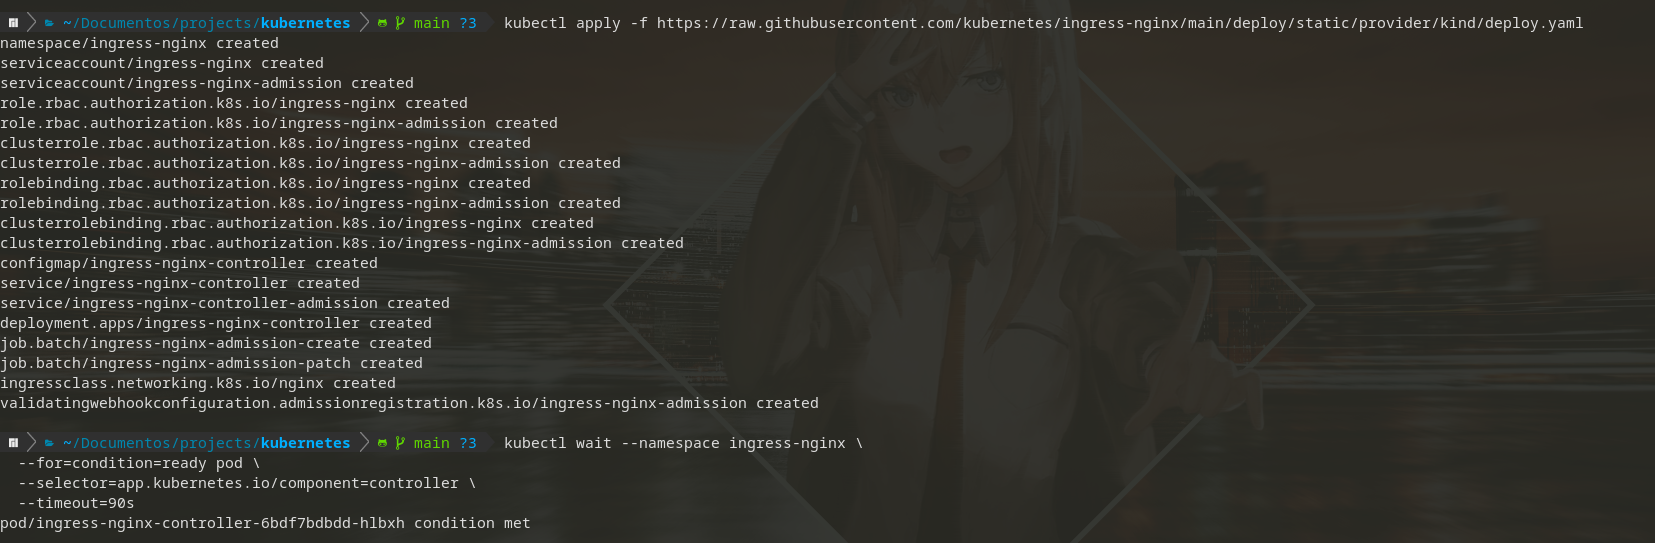 ~/Documentos/projects/kubernetes main ?3 kubectl apply -f https://raw.githubusercontent.com/kubernetes/ingress-nginx/main/deploy/static/provider/kind/deploy.yaml
namespace/ingress-nginx created
serviceaccount/ingress-nginx created
serviceaccount/ingress-nginx-admission created
role.rbac.authorization.k8s.io/ingress-nginx created
role.rbac.authorization.k8s.io/ingress-nginx-admission created
clusterrole.rbac.authorization.k8s.io/ingress-nginx created
clusterrole.rbac.authorization.k8s.io/ingress-nginx-admission created
rolebinding.rbac.authorization.k8s.io/ingress-nginx created
rolebinding.rbac.authorization.k8s.io/ingress-nginx-admission created
clusterrolebinding.rbac.authorization.k8s.io/ingress-nginx created
clusterrolebinding.rbac.authorization.k8s.io/ingress-nginx-admission created
configmap/ingress-nginx-controller created
service/ingress-nginx-controller created
service/ingress-nginx-controller-admission created
deployment.apps/ingress-nginx-controller created
job.batch/ingress-nginx-admission-create created
job.batch/ingress-nginx-admission-patch created
ingressclass.networking.k8s.io/nginx created
validatingwebhookconfiguration.admissionregistration.k8s.io/ingress-nginx-admission created
~/Documentos/projects/kubernetes main ?3 kubectl wait --namespace ingress-nginx \
--for=condition=ready pod \
--selector=app.kubernetes.io/component=controller \
--timeout=90s
pod/ingress-nginx-controller-6bdf7bdbdd-hlbxh condition met